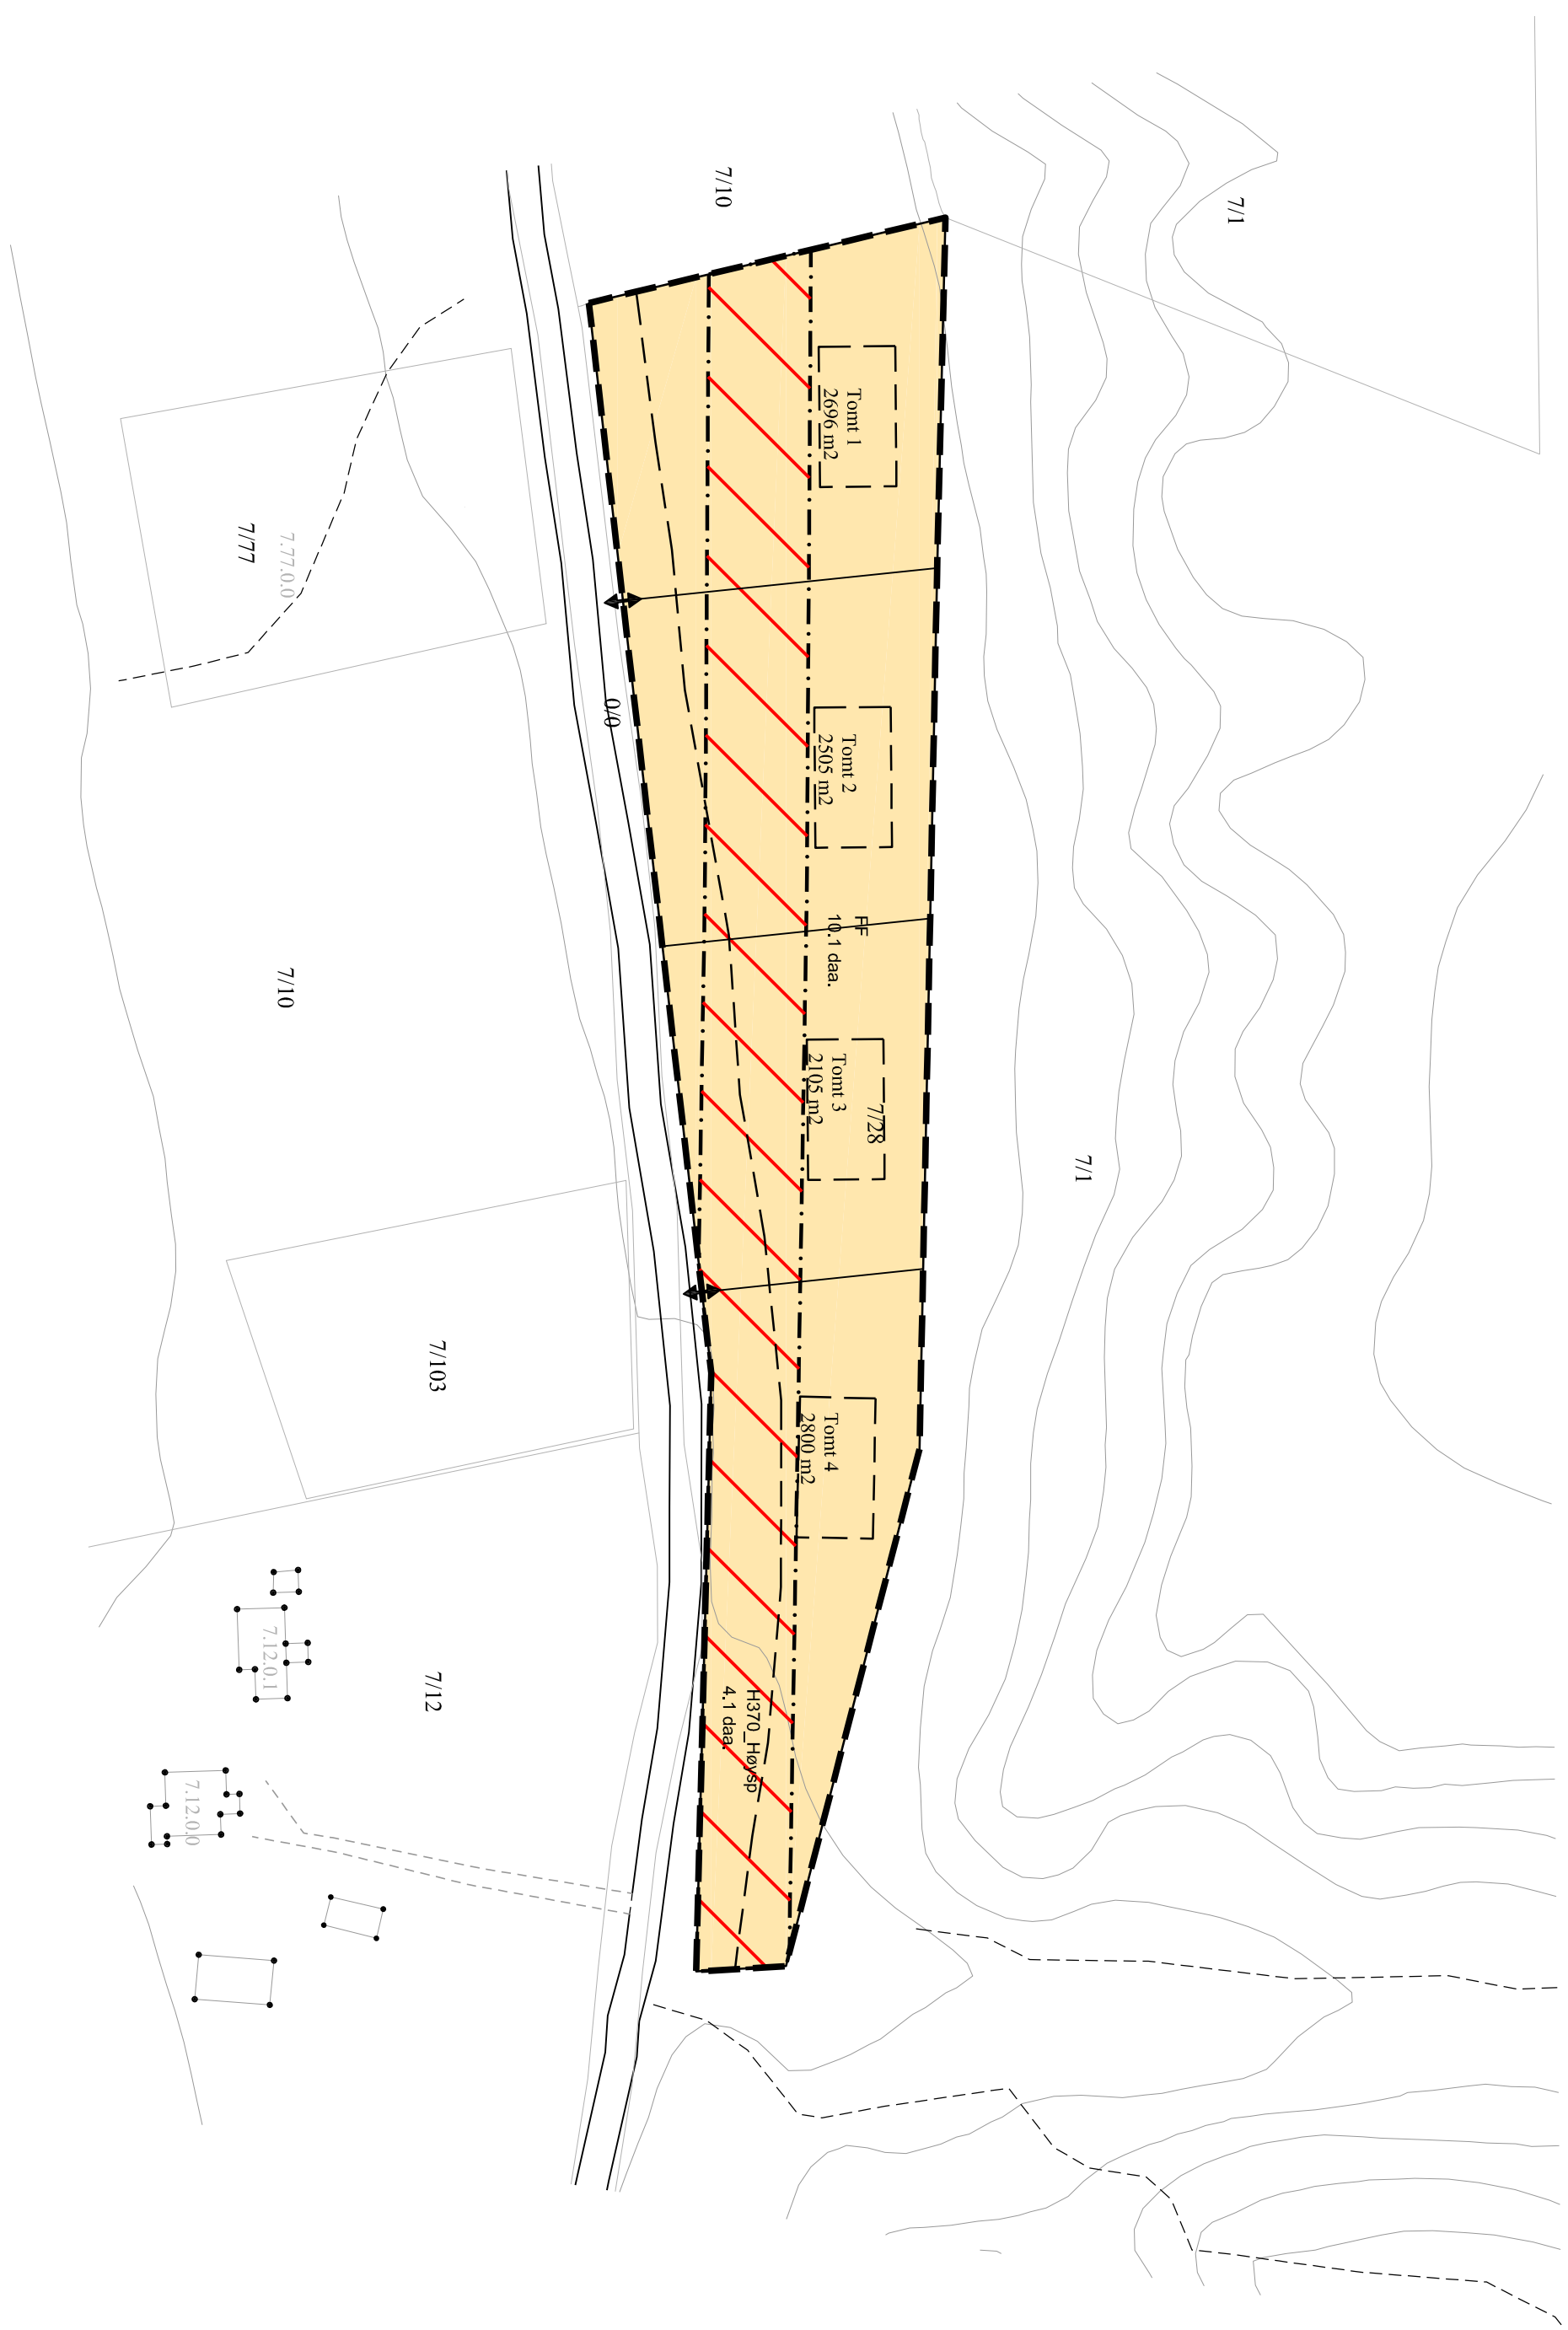 7/10
7/1
Tomt 1
2696 m2
7/77
7.77.0.0
0/0
Tomt 2
2505 m2
FF
10.1 daa.
7/10
Tomt 3
2105 m2
7/28
7/1
7/103
Tomt 4
2800 m2
7.12.0.1
7/12
H370_Høysp
4.1 daa.
7.12.0.0